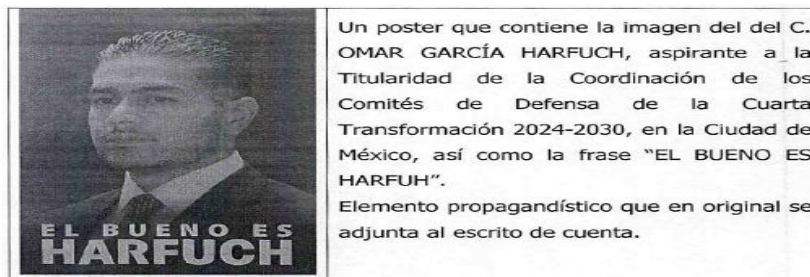 EL BUENO ES
HARFUCH
Un poster que contiene la imagen del del C.
OMAR GARCÍA HARFUCH, aspirante a la
Titularidad de la Coordinación de los
Comités de Defensa de la Cuarta
Transformación 2024-2030, en la Ciudad de
México, así como la frase “EL BUENO ES
HARFUH”.
Elemento propagandístico que en original se
adjunta al escrito de cuenta.